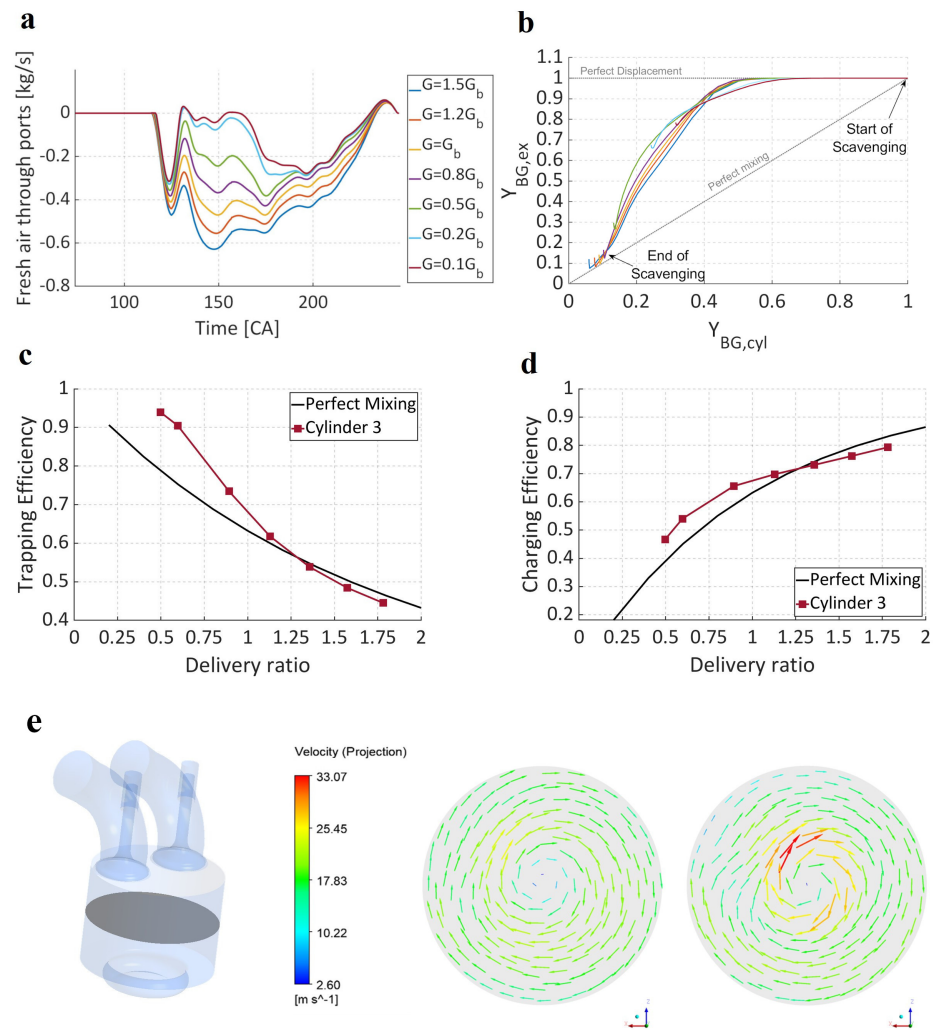 a
Fresh air through ports [kg/s]
0
-0.2
-0.4
-0.6
-0.8
100
150
200
Time [CA]
G=1.5G_b
G=1.2G_b
G=G_b
G=0.8G_b
G=0.5G_b
G=0.2G_b
G=0.1G_b
b
Y_BG,ex
1.1
1
0.9
0.8
0.7
0.6
0.5
0.4
0.3
0.2
0.1
0
0
0.2
0.4
0.6
0.8
1
Y_BG,cyl
Perfect Displacement
Perfect mixing
Start of
Scavenging
End of
Scavenging
c
Trapping Efficiency
1
0.9
0.8
0.7
0.6
0.5
0.4
0
0.25
0.5
0.75
1
1.25
1.5
1.75
2
Delivery ratio
Perfect Mixing
Cylinder 3
d
Charging Efficiency
1
0.9
0.8
0.7
0.6
0.5
0.4
0.3
0.2
0
0.25
0.5
0.75
1
1.25
1.5
1.75
2
Delivery ratio
Perfect Mixing
Cylinder 3
e
Velocity (Projection)
33.07
25.45
17.83
10.22
2.60
[m s^-1]